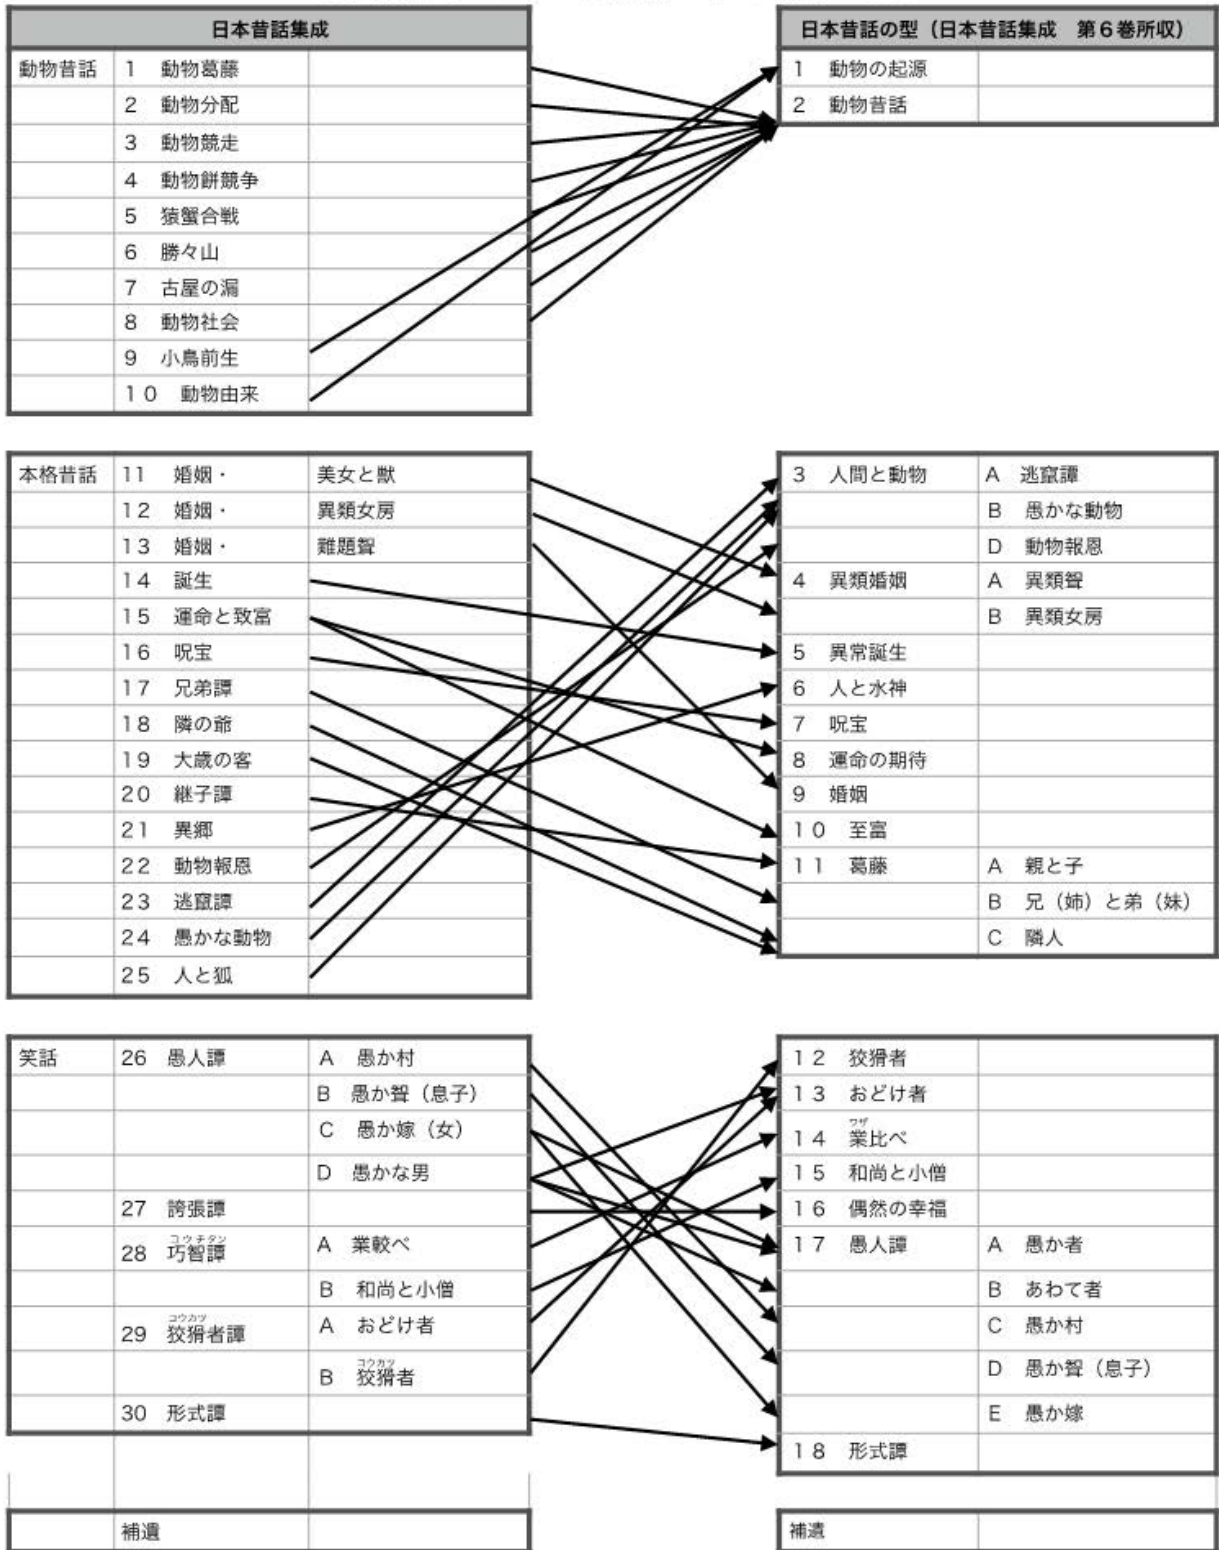 日本昔話集成
動物昔話 1 動物葛藤
2 動物分配
3 動物競走
4 動物餅競争
5 猿蟹合戦
6 勝々山
7 古屋の漏
8 動物社会
9 小鳥前生
10 動物由来
日本昔話の型（日本昔話集成 第６巻所収）
1 動物の起源
2 動物昔話
本格昔話 11 婚姻・ 美女と獣
12 婚姻・ 異類女房
13 婚姻・ 難題聟
14 誕生
15 運命と致富
16 呪宝
17 兄弟譚
18 隣の爺
19 大歳の客
20 継子譚
21 異郷
22 動物報恩
23 逃竄譚
24 愚かな動物
25 人と狐
3 人間と動物 A 逃竄譚
B 愚かな動物
D 動物報恩
4 異類婚姻 A 異類聟
B 異類女房
5 異常誕生
6 人と水神
7 呪宝
8 運命の期待
9 婚姻
10 至富
11 葛藤 A 親と子
B 兄（姉）と弟（妹）
C 隣人
笑話 26 愚人譚 A 愚か村
B 愚か聟（息子）
C 愚か嫁（女）
D 愚かな男
27 誇張譚
コウチタン
28 巧智譚 A 業較べ
B 和尚と小僧
コウカツ
29 狡猾者譚 A おどけ者
コウカツ
B 狡猾者
30 形式譚
12 狡猾者
13 おどけ者
ワザ
14 業比べ
15 和尚と小僧
16 偶然の幸福
17 愚人譚 A 愚か者
B あわて者
C 愚か村
D 愚か聟（息子）
E 愚か嫁
18 形式譚
補遺
補遺